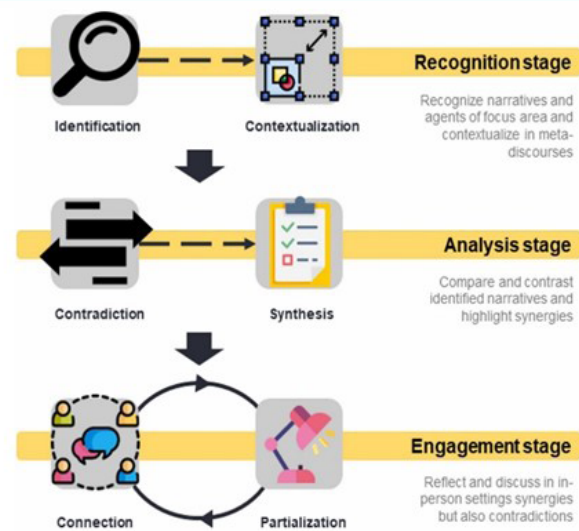 Recognition stage
Identification
Contextualization
Recognize narratives and
agents of focus area and
contextualize in meta-
discourses
Analysis stage
Contradiction
Synthesis
Compare and contrast
identified narratives and
highlight synergies
Engagement stage
Connection
Partialization
Reflect and discuss in in-
person settings synergies
but also contradictions